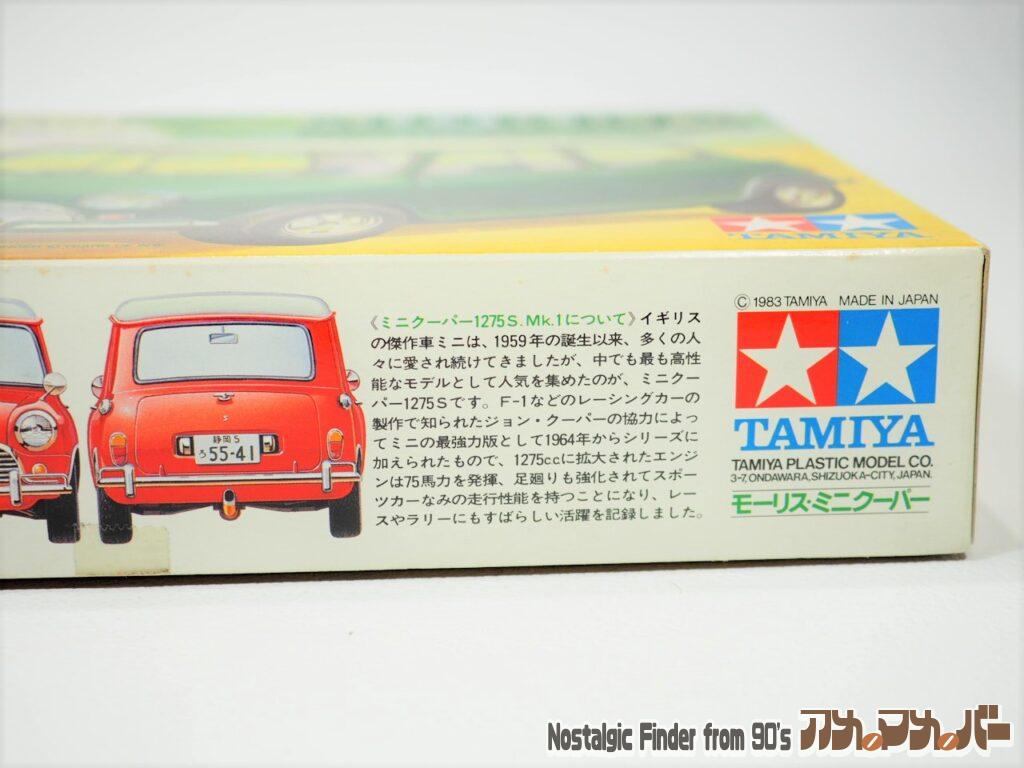 TAMIYA
《ミニクーパー1275S.Mk.1について》イギリス
の傑作車ミニは、1959年の誕生以来、多くの人
々に愛され続けてきましたが、中でも最も高性
能なモデルとして人気を集めたのが、ミニクー
パー1275Sです。F-1などのレーシングカーの
製作で知られたジョン・クーパーの協力によっ
てミニの最強力版として1964年からシリーズに
加えられたもので、1275c.c.に拡大されたエンジ
ンは75馬力を発揮、足廻りも強化されてスポー
ツカーなみの走行性能を持つことになり、レー
スやラリーにもすばらしい活躍を記録しました。
静岡S
ろ 55-41
S
© 1983 TAMIYA MADE IN JAPAN
TAMIYA
TAMIYA PLASTIC MODEL CO.
3-7, ONDAWARA, SHIZUOKA-CITY, JAPAN.
モーリス・ミニクーパー
Nostalgic Finder from 90's